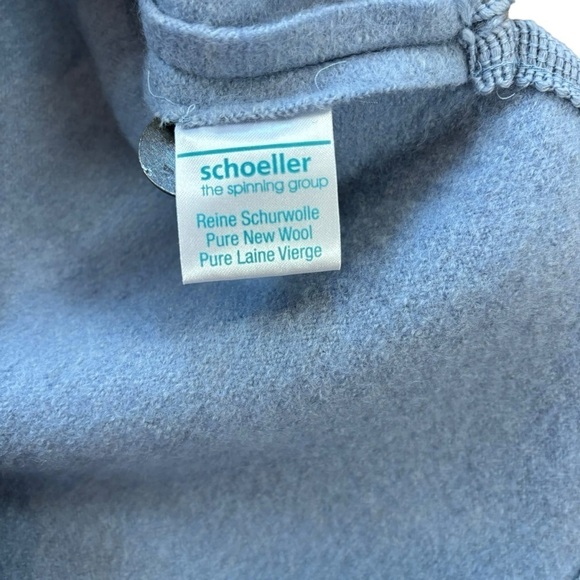 schoeller
the spinning group
Reine Schurwolle
Pure New Wool
Pure Laine Vierge